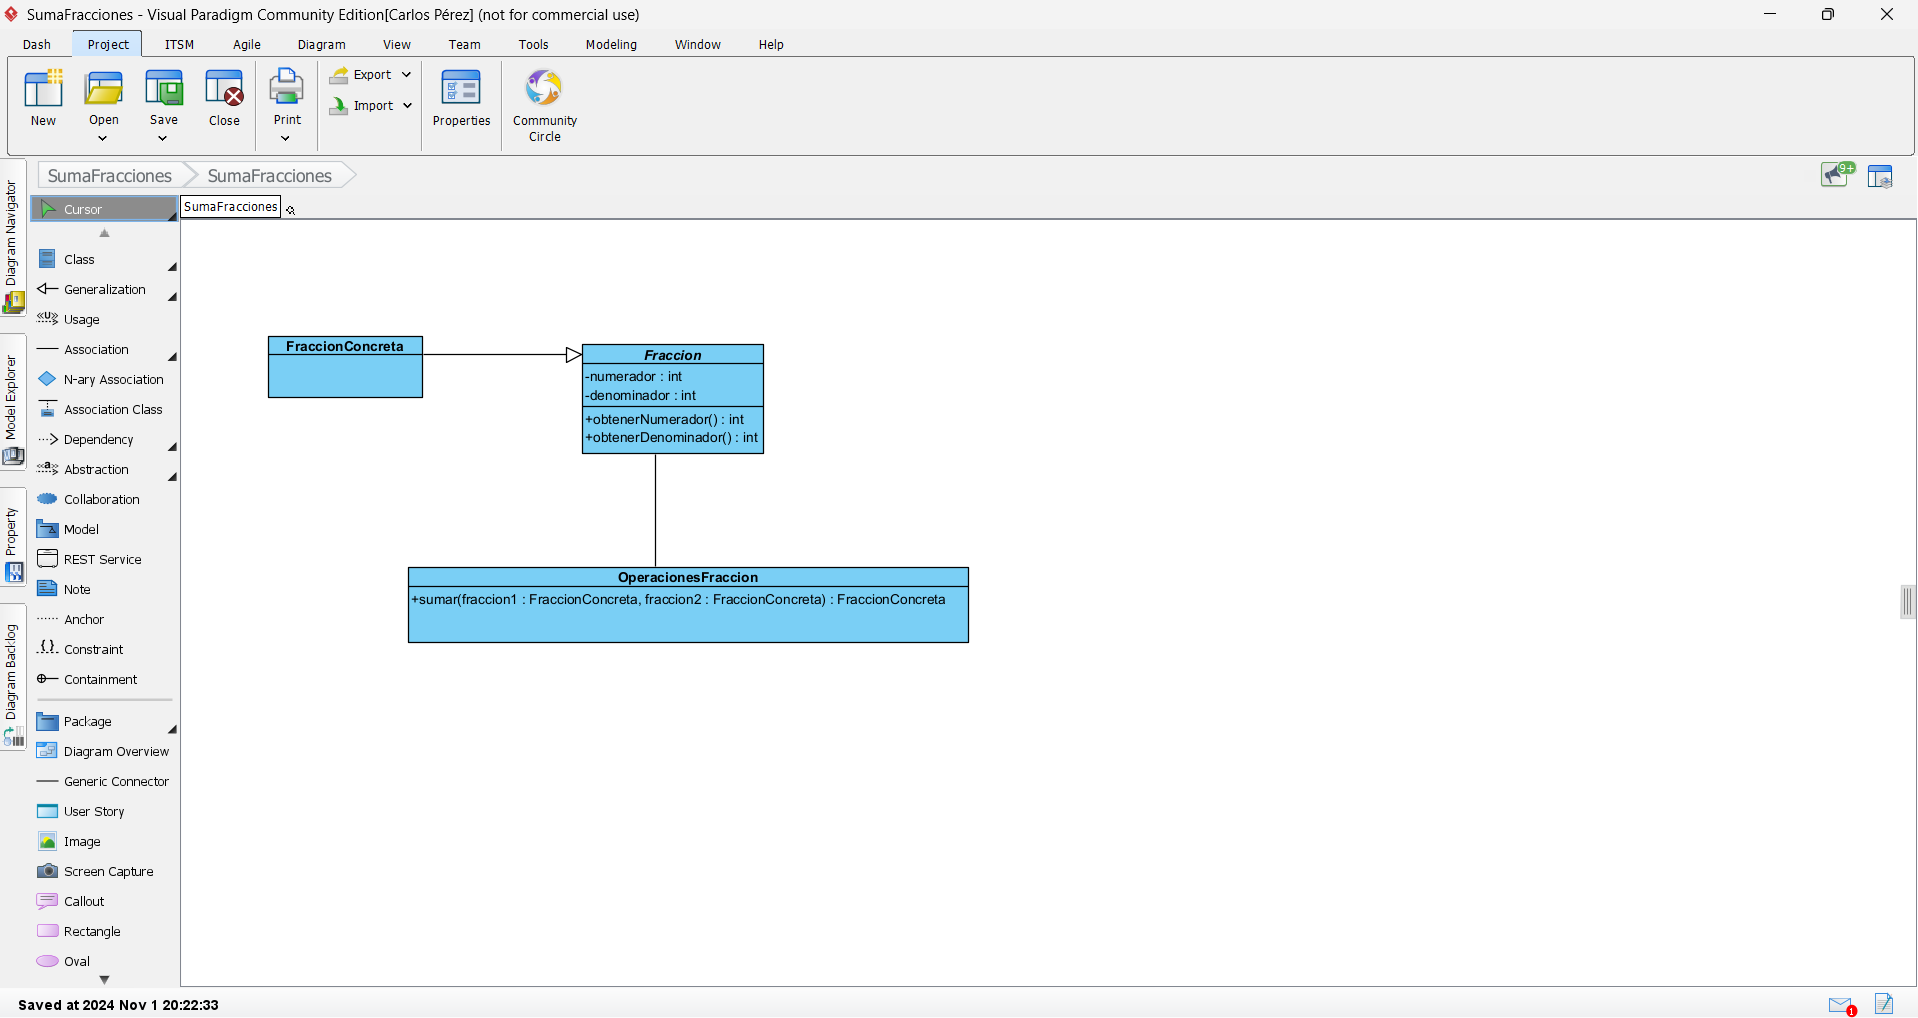 SumaFracciones - Visual Paradigm Community Edition[Carlos Pérez] (not for commercial use)
Dash Project ITSM Agile Diagram View Team Tools Modeling Window Help
New Open Save Close Print Export Import Properties Community Circle
SumaFracciones SumaFracciones
9+
Diagram Navigator
Model Explorer
Property
Diagram Backlog
Cursor
Class
Generalization
Usage
Association
N-ary Association
Association Class
Dependency
Abstraction
Collaboration
Model
REST Service
Note
Anchor
Constraint
Containment
Package
Diagram Overview
Generic Connector
User Story
Image
Screen Capture
Callout
Rectangle
Oval
SumaFracciones
FraccionConcreta
Fraccion
-numerador : int
-denominador : int
+obtenerNumerador() : int
+obtenerDenominador() : int
OperacionesFraccion
+sumar(fraccion1 : FraccionConcreta, fraccion2 : FraccionConcreta) : FraccionConcreta
Saved at 2024 Nov 1 20:22:33
1